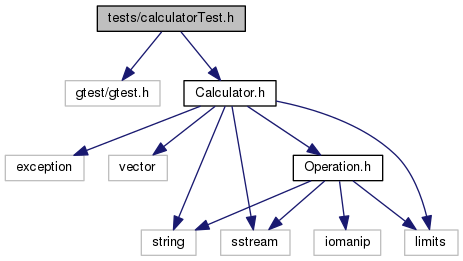 tests/calculatorTest.h
gtest/gtest.h
Calculator.h
exception
vector
Operation.h
string
sstream
iomanip
limits